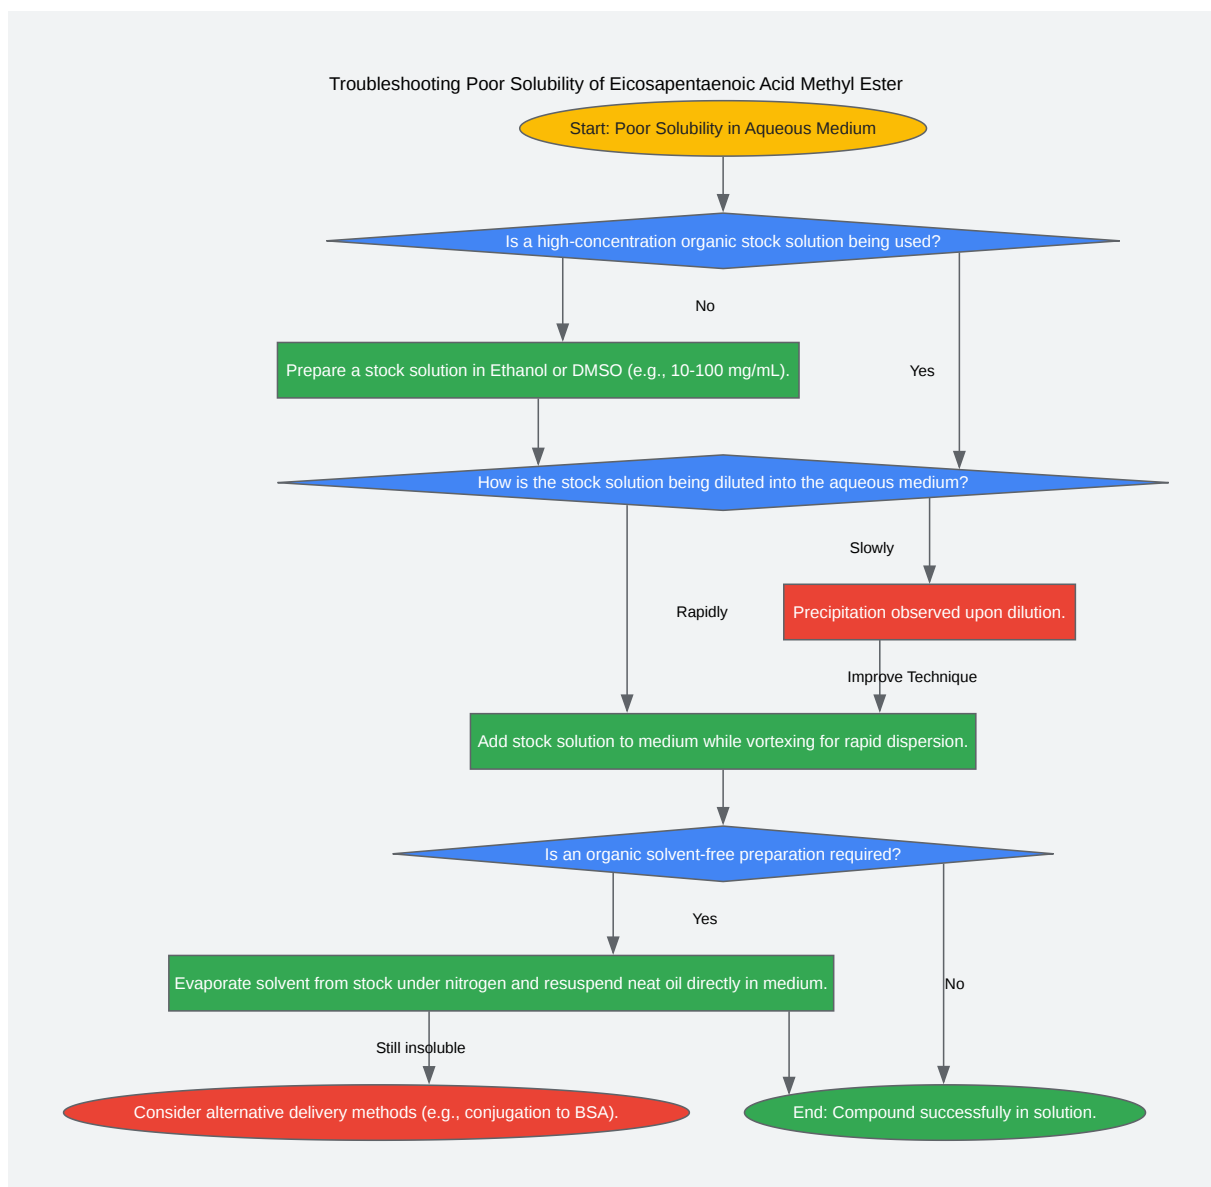 Troubleshooting Poor Solubility of Eicosapentaenoic Acid Methyl Ester
Start: Poor Solubility in Aqueous Medium
Is a high-concentration organic stock solution being used?
No
Prepare a stock solution in Ethanol or DMSO (e.g., 10-100 mg/mL).
Yes
How is the stock solution being diluted into the aqueous medium?
Slowly
Rapidly
Precipitation observed upon dilution.
Improve Technique
Add stock solution to medium while vortexing for rapid dispersion.
Is an organic solvent-free preparation required?
Yes
Evaporate solvent from stock under nitrogen and resuspend neat oil directly in medium.
No
Still insoluble
Consider alternative delivery methods (e.g., conjugation to BSA).
End: Compound successfully in solution.